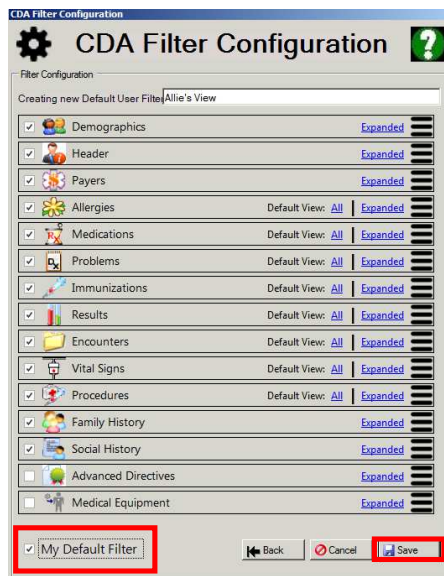 CDA Filter Configuration
CDA Filter Configuration ?
Filter Configuration
Creating new Default User Filter Allie's View
Demographics Expanded
Header Expanded
Payers Expanded
Allergies Default View: All Expanded
Medications Default View: All Expanded
Problems Default View: All Expanded
Immunizations Default View: All Expanded
Results Default View: All Expanded
Encounters Default View: All Expanded
Vital Signs Default View: All Expanded
Procedures Default View: All Expanded
Family History Expanded
Social History Expanded
Advanced Directives Expanded
Medical Equipment Expanded
My Default Filter Back Cancel Save